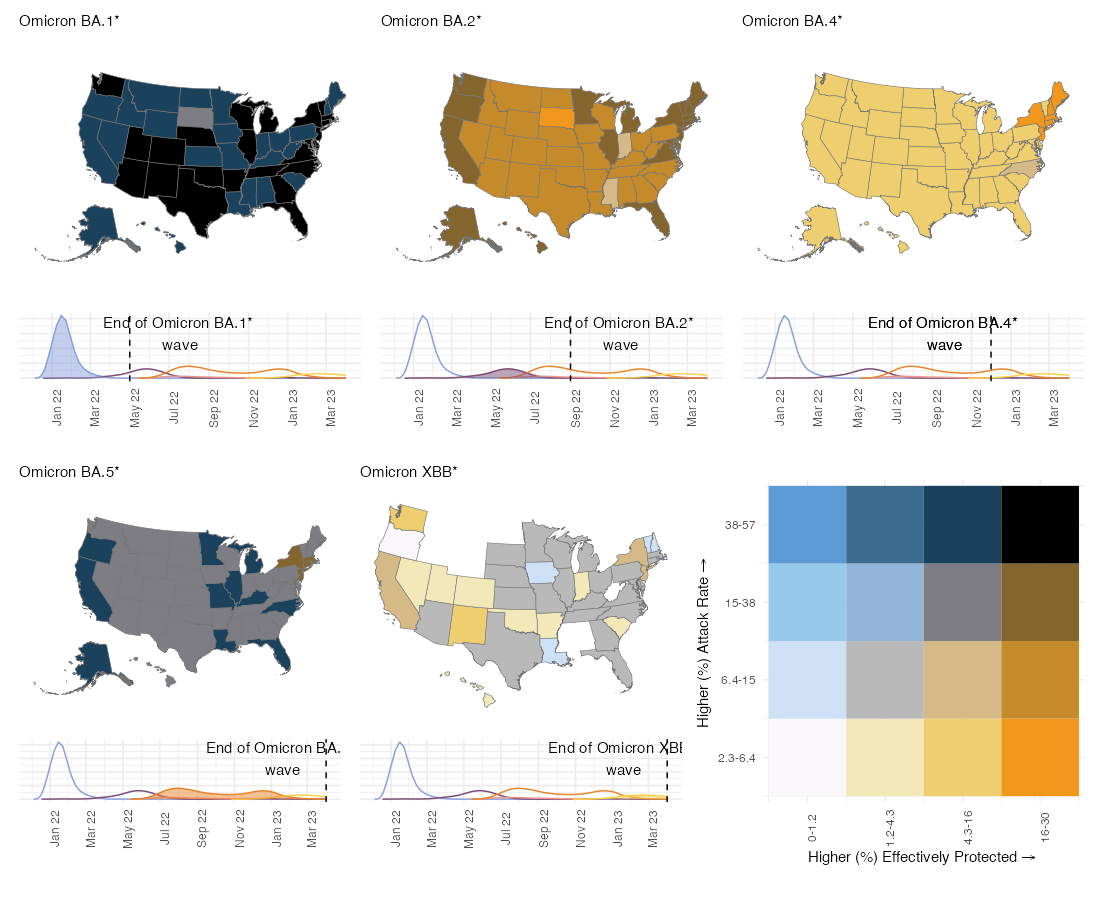 Omicron BA.1*
Omicron BA.2*
Omicron BA.4*
End of Omicron BA.1*
wave
Jan 22
Mar 22
May 22
Jul 22
Sep 22
Nov 22
Jan 23
Mar 23
End of Omicron BA.2*
wave
Jan 22
Mar 22
May 22
Jul 22
Sep 22
Nov 22
Jan 23
Mar 23
End of Omicron BA.4*
wave
Jan 22
Mar 22
May 22
Jul 22
Sep 22
Nov 22
Jan 23
Mar 23
Omicron BA.5*
Omicron XBB*
End of Omicron BA.
wave
Jan 22
Mar 22
May 22
Jul 22
Sep 22
Nov 22
Jan 23
Mar 23
End of Omicron XBB
wave
Jan 22
Mar 22
May 22
Jul 22
Sep 22
Nov 22
Jan 23
Mar 23
Higher (%) Attack Rate →
38-57
15-38
6.4-15
2.3-6.4
0-1.2
1.2-4.3
4.3-16
16-30
Higher (%) Effectively Protected →